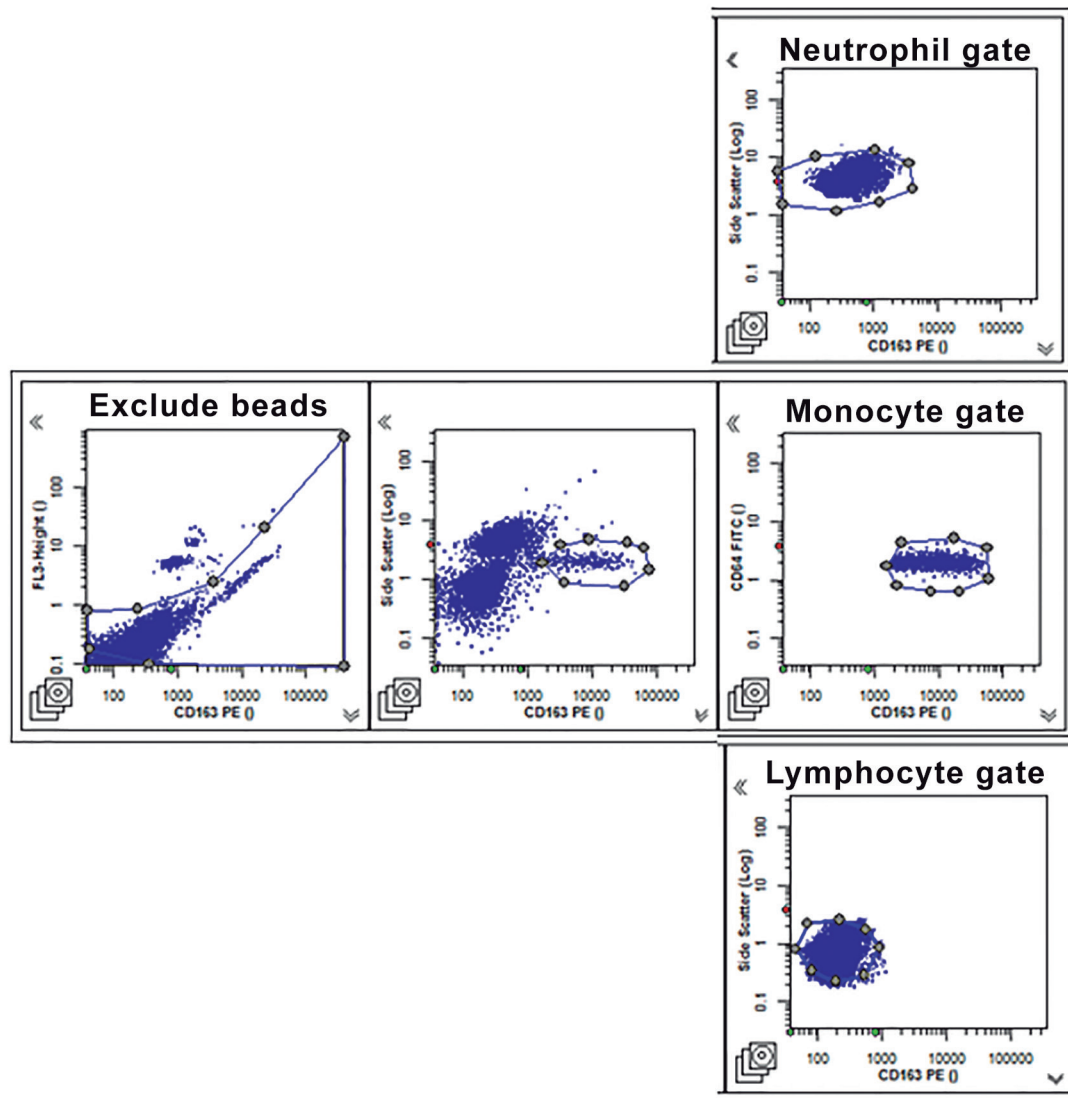 Neutrophil gate
Side Scatter (Log)
100
10
1
0.1
100 1000 10000 100000
CD163 PE ()
Exclude beads
FL3-Height ()
100
10
1
0.1
100 1000 10000 100000
CD163 PE ()
Side Scatter (Log)
100
10
1
0.1
100 1000 10000 100000
CD163 PE ()
Monocyte gate
CD64 FITC ()
100
10
1
0.1
100 1000 10000 100000
CD163 PE ()
Lymphocyte gate
Side Scatter (Log)
100
10
1
0.1
100 1000 10000 100000
CD163 PE ()